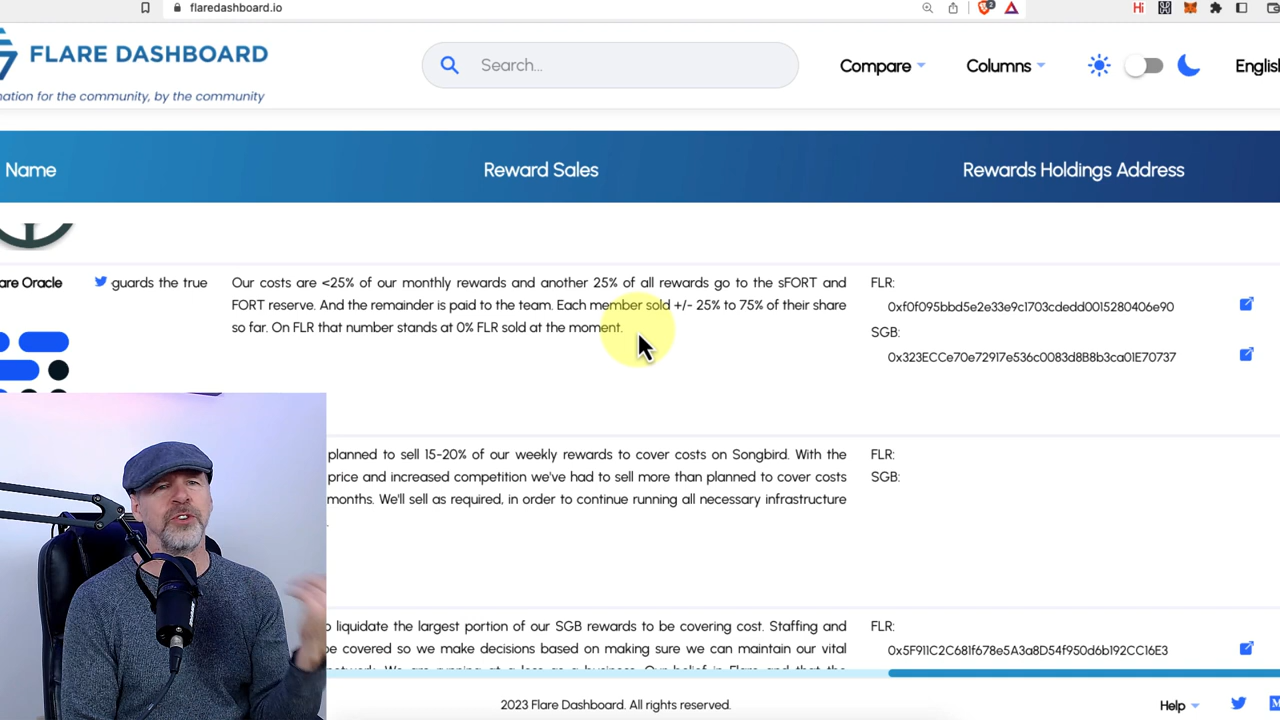 flaredashboard.io
FLARE DASHBOARD
mation for the community, by the community
Search...
Compare
Columns
English
Name
Reward Sales
Rewards Holdings Address
are Oracle
guards the true
Our costs are <25% of our monthly rewards and another 25% of all rewards go to the sFORT and
FORT reserve. And the remainder is paid to the team. Each member sold +/- 25% to 75% of their share
so far. On FLR that number stands at 0% FLR sold at the moment.
FLR:
0xf0f095bbd5e2e33e9c1703cdedd0015280406e90
SGB:
0x323ECCe70e72917e536c0083d8B8b3ca01E70737
planned to sell 15-20% of our weekly rewards to cover costs on Songbird. With the
price and increased competition we've had to sell more than planned to cover costs
months. We'll sell as required, in order to continue running all necessary infrastructure
FLR:
SGB:
liquidate the largest portion of our SGB rewards to be covering cost. Staffing and
be covered so we make decisions based on making sure we can maintain our vital
FLR:
0x5F911C2C681f678e5A3a8D54f950d6b192CC16E3
2023 Flare Dashboard. All rights reserved.
Help